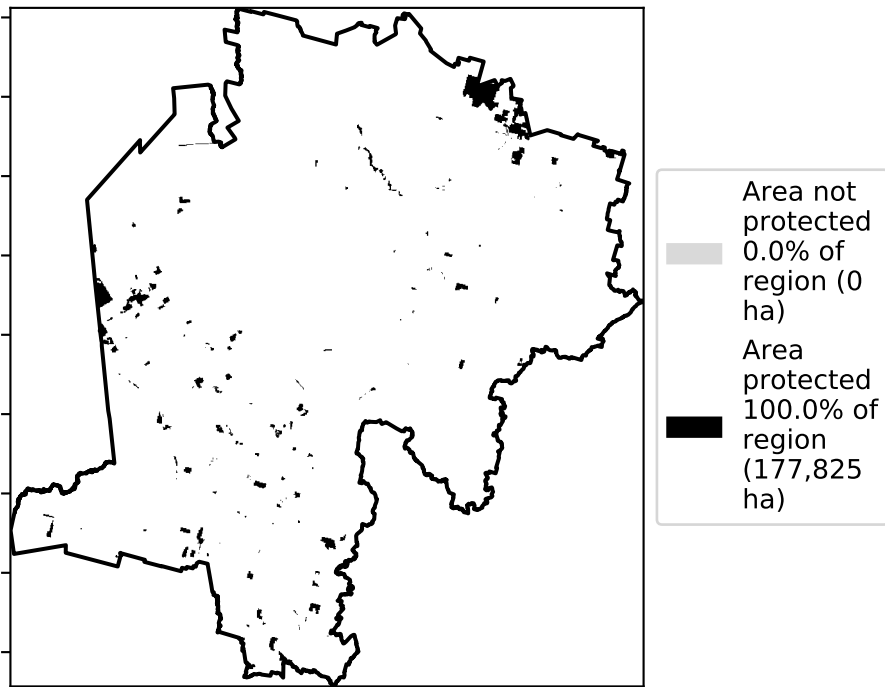 Area not
protected
0.0% of
region (0
ha)
Area
protected
100.0% of
region
(177,825
ha)